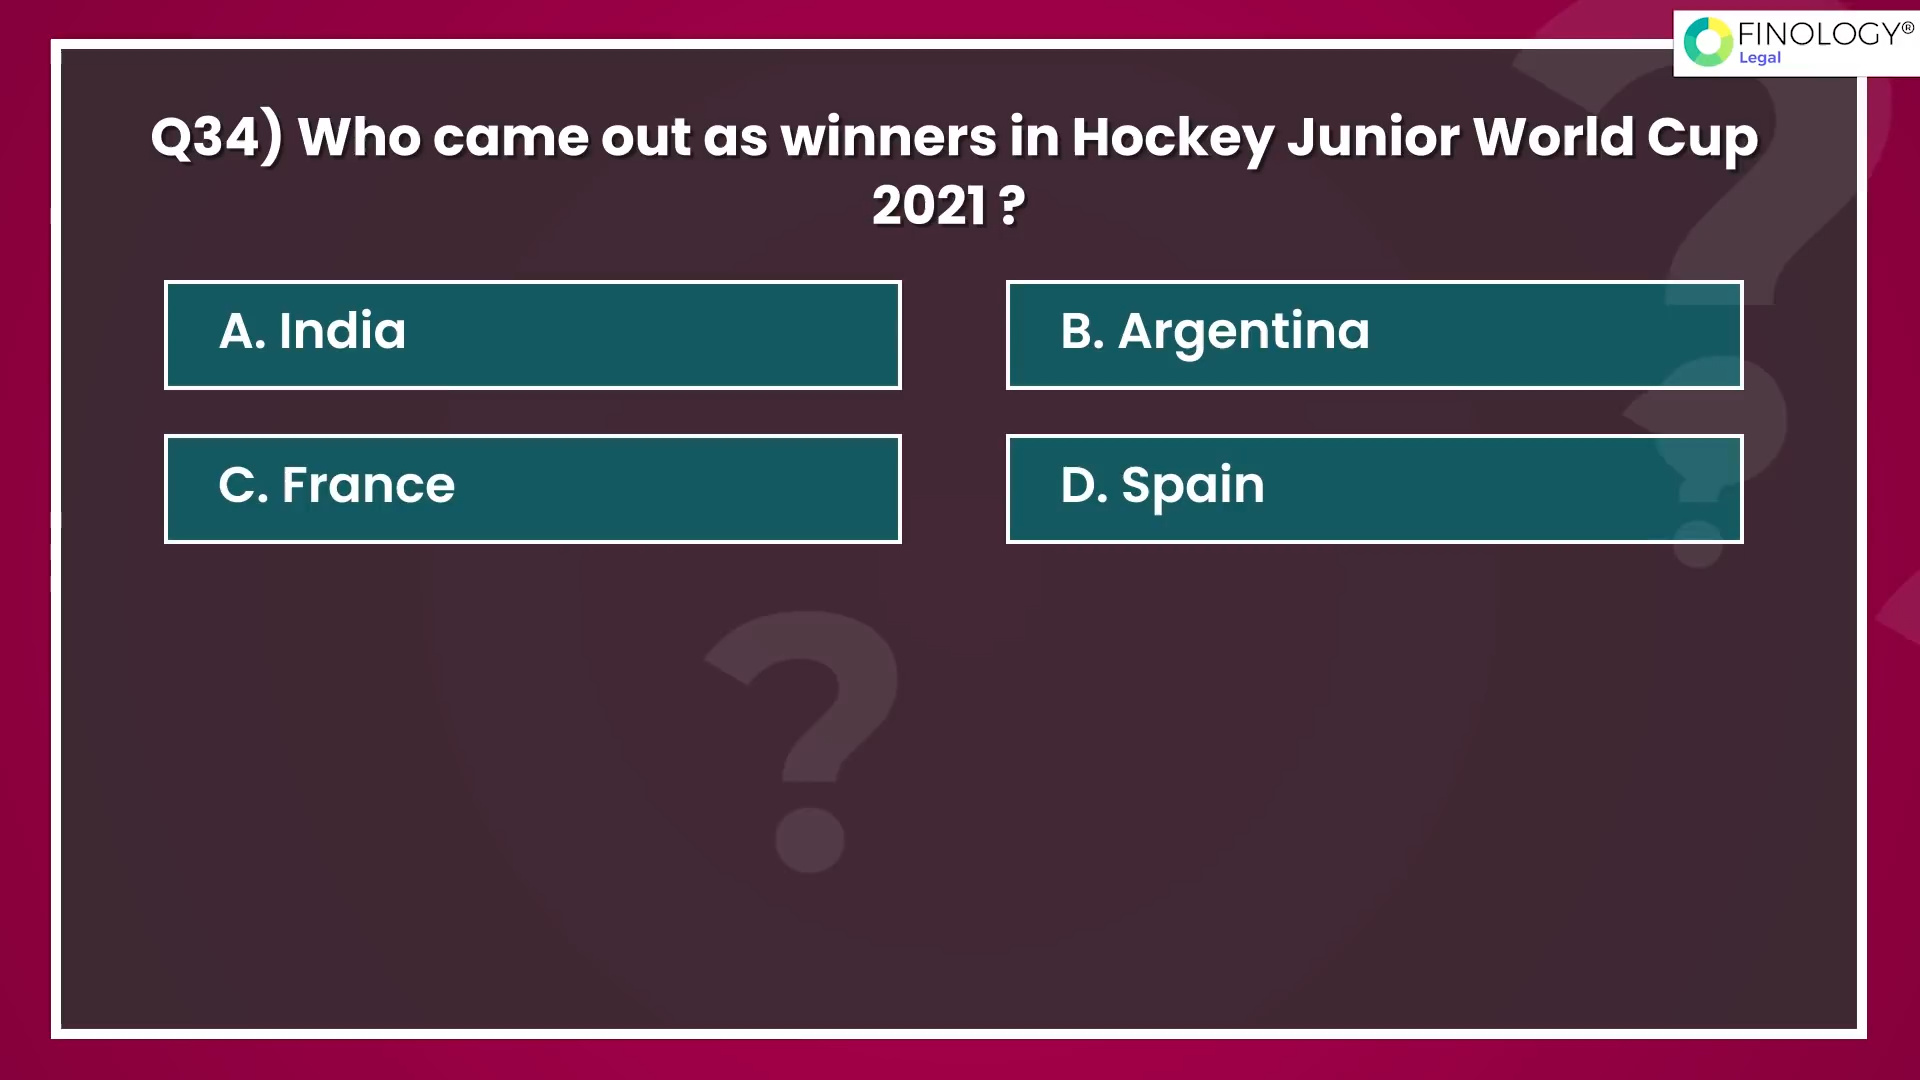 FINOLOGY®
Legal
Q34) Who came out as winners in Hockey Junior World Cup
2021 ?
A. India
B. Argentina
C. France
D. Spain